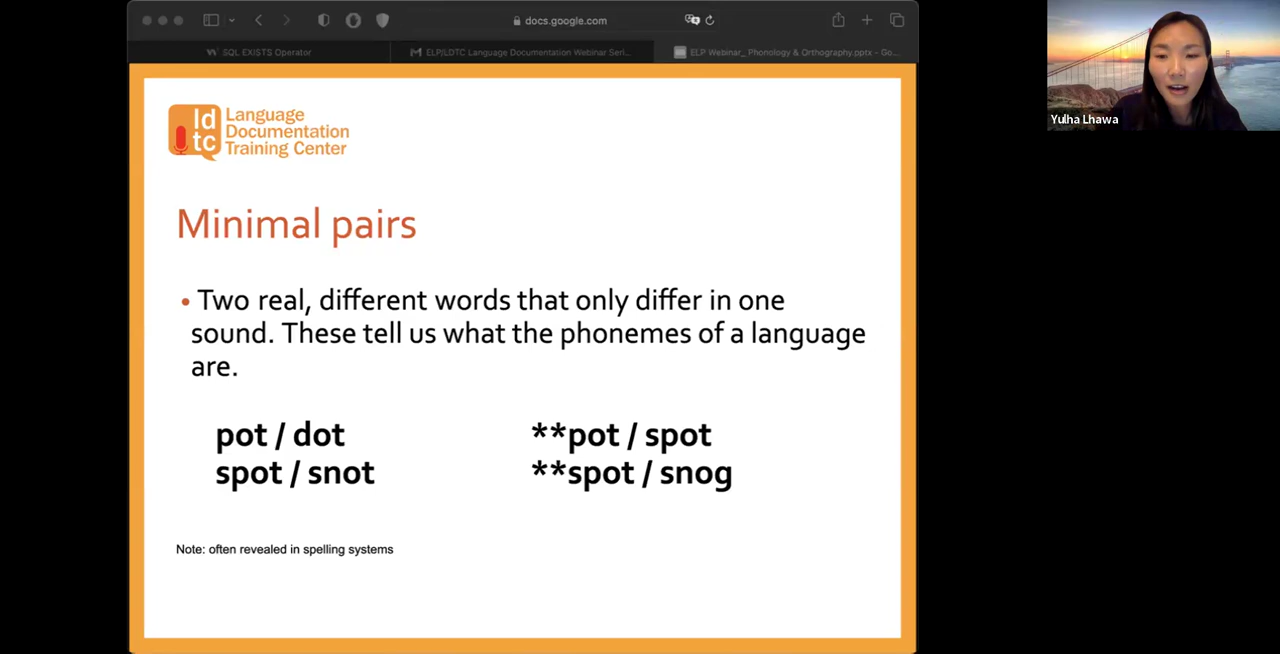 docs.google.com
SQL EXISTS Operator
ELP/LDTC Language Documentation Webinar Seri...
ELP Webinar_ Phonology & Orthography.pptx - Go...
Yulha Lhawa
ld
tc
Language
Documentation
Training Center
Minimal pairs
• Two real, different words that only differ in one
sound. These tell us what the phonemes of a language
are.
pot / dot
spot / snot
**pot / spot
**spot / snog
Note: often revealed in spelling systems